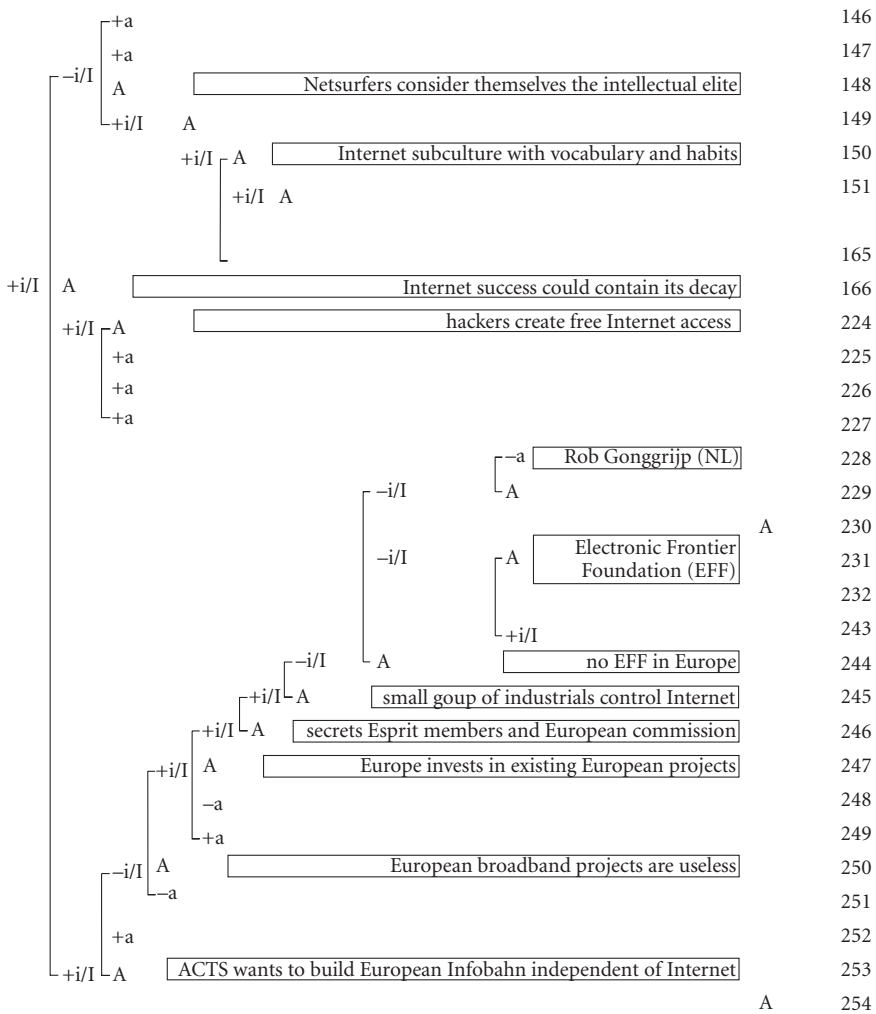 +a 146
+a 147
–i/I A Netsurfers consider themselves the intellectual elite 148
+i/I A 149
+i/I A Internet subculture with vocabulary and habits 150
+i/I A 151
165
+i/I A Internet success could contain its decay 166
+i/I A hackers create free Internet access 224
+a 225
+a 226
+a 227
–a Rob Gonggrijp (NL) 228
–i/I A 229
A 230
–i/I A Electronic Frontier
Foundation (EFF) 231
232
+i/I 243
–i/I A no EFF in Europe 244
+i/I A small goup of industrials control Internet 245
+i/I A secrets Esprit members and European commission 246
+i/I A Europe invests in existing European projects 247
–a 248
+a 249
–i/I A European broadband projects are useless 250
–a 251
+a 252
+i/I A ACTS wants to build European Infobahn independent of Internet 253
A 254